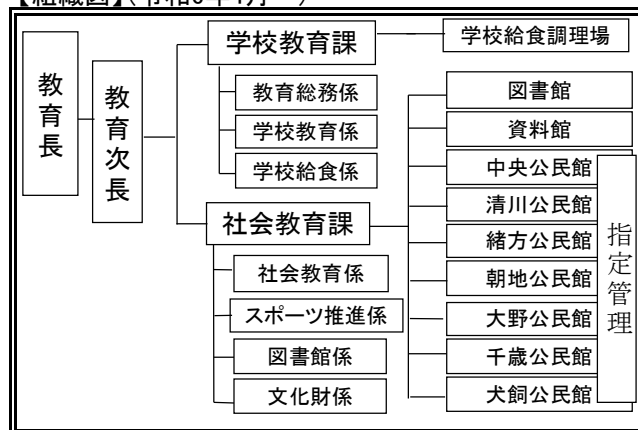 学校教育課
学校給食調理場
教育長
教育次長
教育総務係
学校教育係
学校給食係
社会教育課
社会教育係
スポーツ推進係
図書館係
文化財係
図書館
資料館
中央公民館
清川公民館
緒方公民館
朝地公民館
大野公民館
千歳公民館
犬飼公民館
指定管理